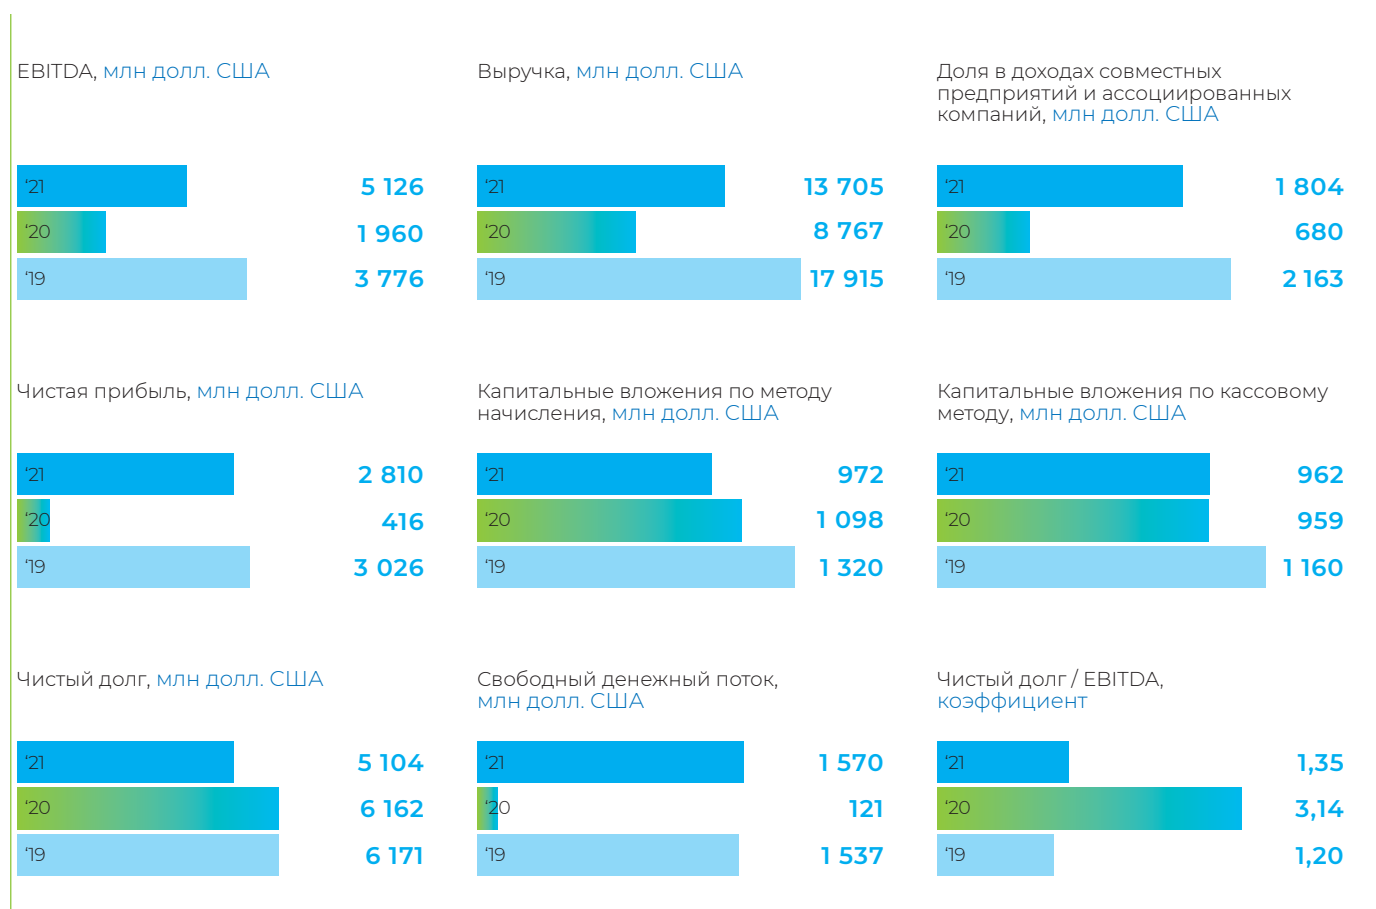 EBITDA, млн долл. США
‘21 5 126
‘20 1 960
‘19 3 776
Выручка, млн долл. США
‘21 13 705
‘20 8 767
‘19 17 915
Доля в доходах совместных
предприятий и ассоциированных
компаний, млн долл. США
‘21 1 804
‘20 680
‘19 2 163
Чистая прибыль, млн долл. США
‘21 2 810
‘20 416
‘19 3 026
Капитальные вложения по методу
начисления, млн долл. США
‘21 972
‘20 1 098
‘19 1 320
Капитальные вложения по кассовому
методу, млн долл. США
‘21 962
‘20 959
‘19 1 160
Чистый долг, млн долл. США
‘21 5 104
‘20 6 162
‘19 6 171
Свободный денежный поток,
млн долл. США
‘21 1 570
‘20 121
‘19 1 537
Чистый долг / EBITDA,
коэффициент
‘21 1,35
‘20 3,14
‘19 1,20